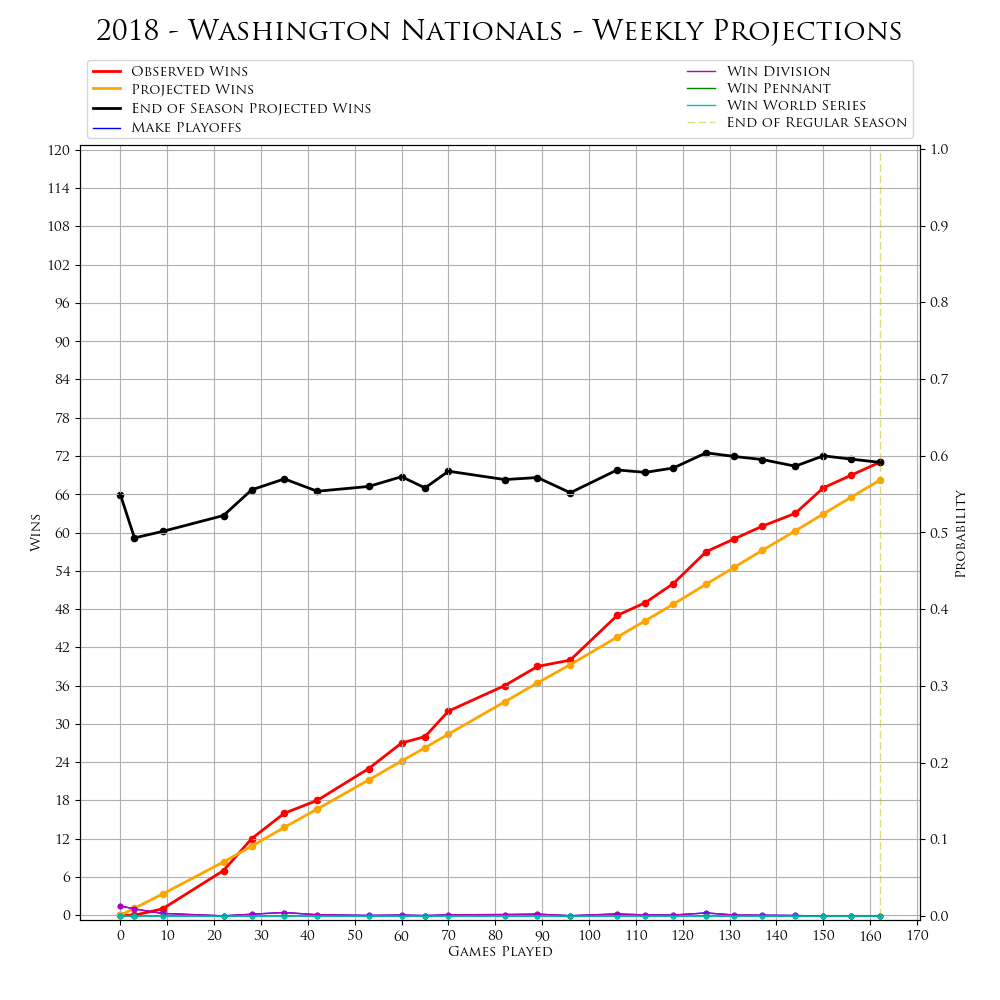 2018 - Washington Nationals - Weekly Projections
Observed Wins
Projected Wins
End of Season Projected Wins
Make Playoffs
Win Division
Win Pennant
Win World Series
End of Regular Season
120
114
108
102
96
90
84
78
72
66
60
54
48
42
36
30
24
18
12
6
0
Wins
1.0
0.9
0.8
0.7
0.6
0.5
0.4
0.3
0.2
0.1
0.0
Probability
0 10 20 30 40 50 60 70 80 90 100 110 120 130 140 150 160 170
Games Played